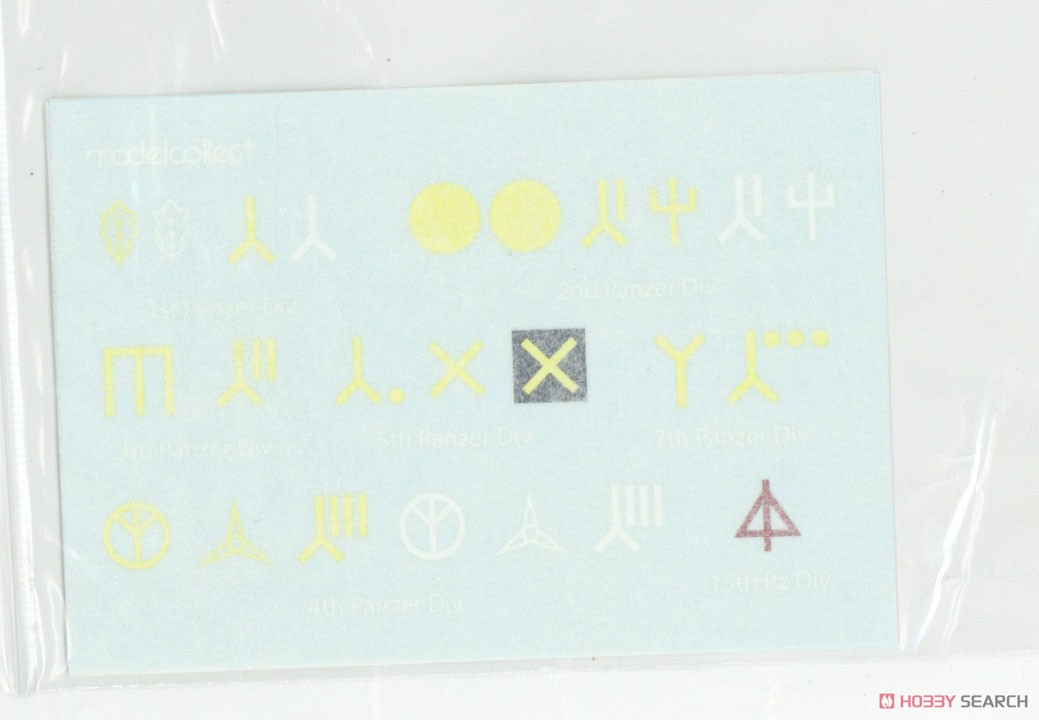 modelcollect
1st Panzer Div
2nd Panzer Div
3rd Panzer Div
5th Panzer Div
7th Panzer Div
4th Panzer Div
15th Pz Div
HOBBY SEARCH